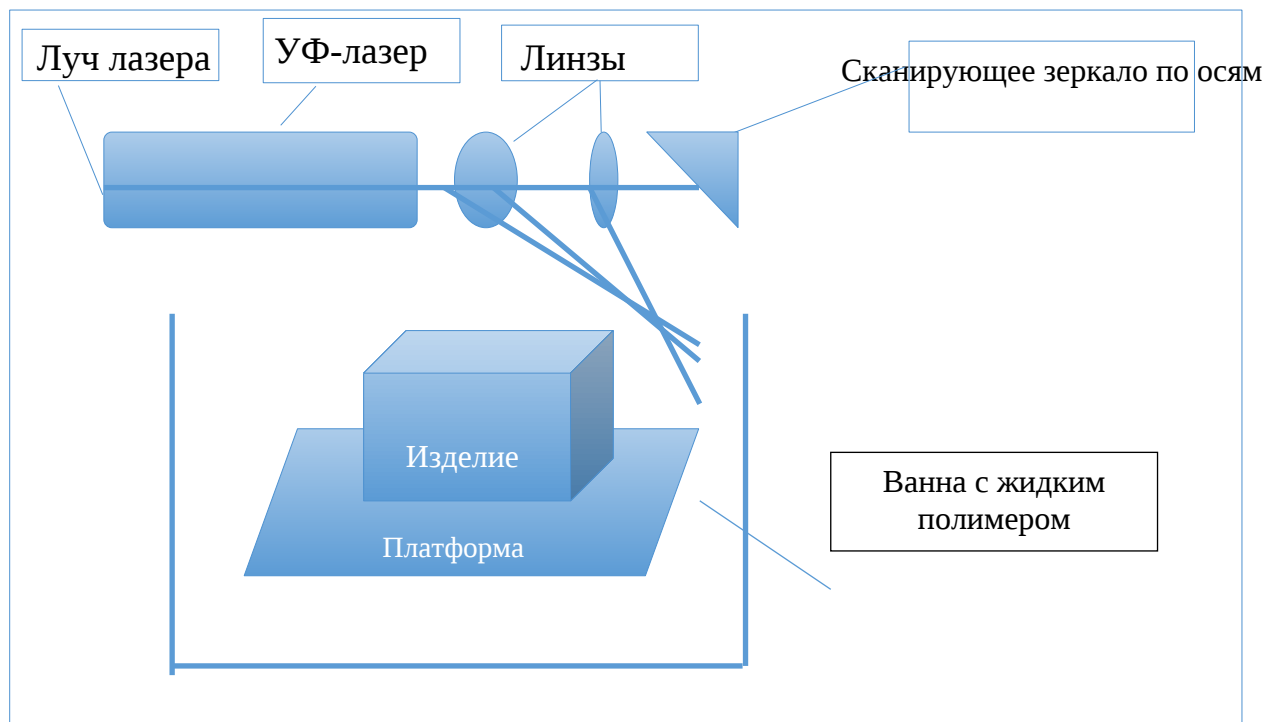 Луч лазера
УФ-лазер
Линзы
Сканирующее зеркало по осям
Изделие
Платформа
Ванна с жидким
полимером